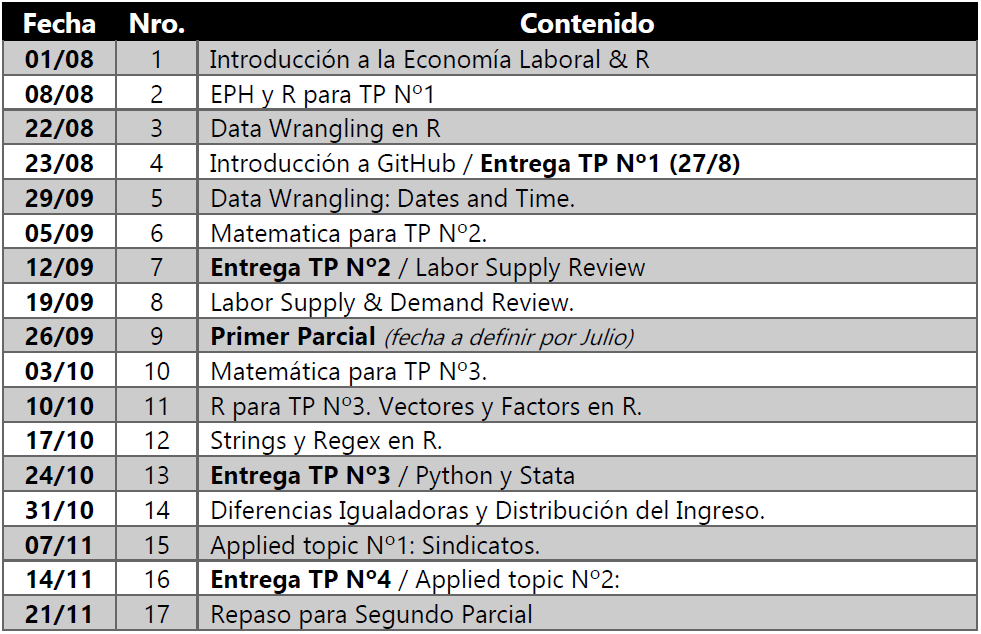 Fecha Nro. Contenido
01/08 1 Introducción a la Economía Laboral & R
08/08 2 EPH y R para TP Nº1
22/08 3 Data Wrangling en R
23/08 4 Introducción a GitHub / Entrega TP Nº1 (27/8)
29/09 5 Data Wrangling: Dates and Time.
05/09 6 Matematica para TP Nº2.
12/09 7 Entrega TP Nº2 / Labor Supply Review
19/09 8 Labor Supply & Demand Review.
26/09 9 Primer Parcial (fecha a definir por Julio)
03/10 10 Matemática para TP Nº3.
10/10 11 R para TP Nº3. Vectores y Factors en R.
17/10 12 Strings y Regex en R.
24/10 13 Entrega TP Nº3 / Python y Stata
31/10 14 Diferencias Igualadoras y Distribución del Ingreso.
07/11 15 Applied topic Nº1: Sindicatos.
14/11 16 Entrega TP Nº4 / Applied topic Nº2:
21/11 17 Repaso para Segundo Parcial